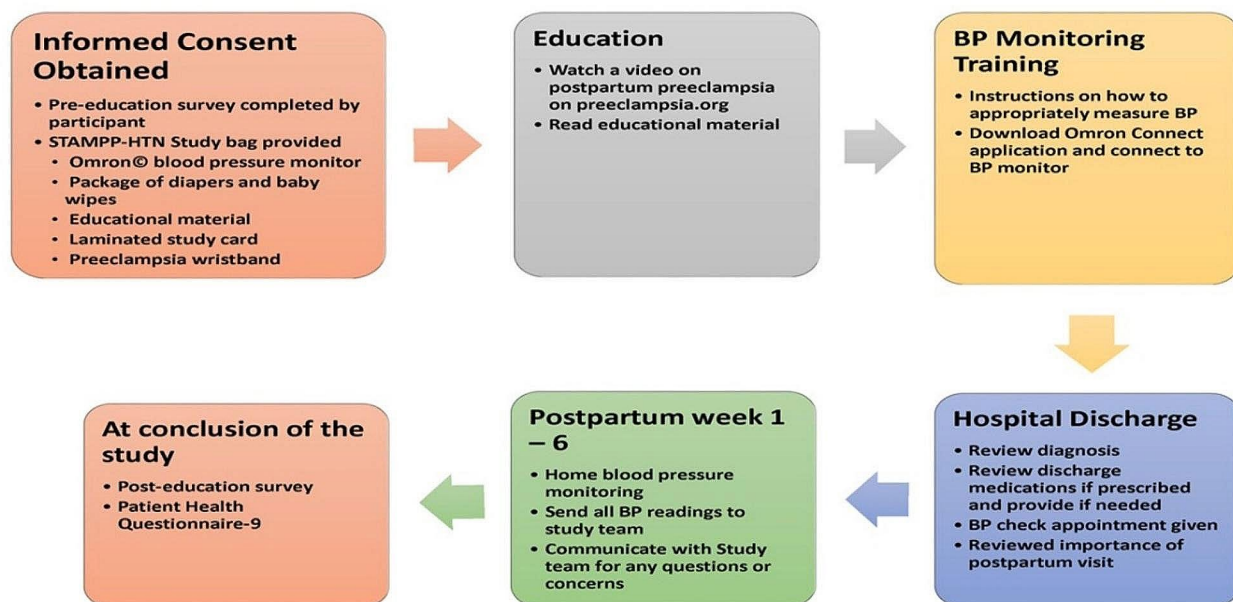 Informed Consent
Obtained
• Pre-education survey completed by
participant
• STAMPP-HTN Study bag provided
• Omron© blood pressure monitor
• Package of diapers and baby
wipes
• Educational material
• Laminated study card
• Preeclampsia wristband
Education
• Watch a video on
postpartum preeclampsia
on preeclampsia.org
• Read educational material
BP Monitoring
Training
• Instructions on how to
appropriately measure BP
• Download Omron Connect
application and connect to
BP monitor
Hospital Discharge
• Review diagnosis
• Review discharge
medications if prescribed
and provide if needed
• BP check appointment given
• Reviewed importance of
postpartum visit
Postpartum week 1
– 6
• Home blood pressure
monitoring
• Send all BP readings to
study team
• Communicate with Study
team for any questions or
concerns
At conclusion of the
study
• Post-education survey
• Patient Health
Questionnaire-9